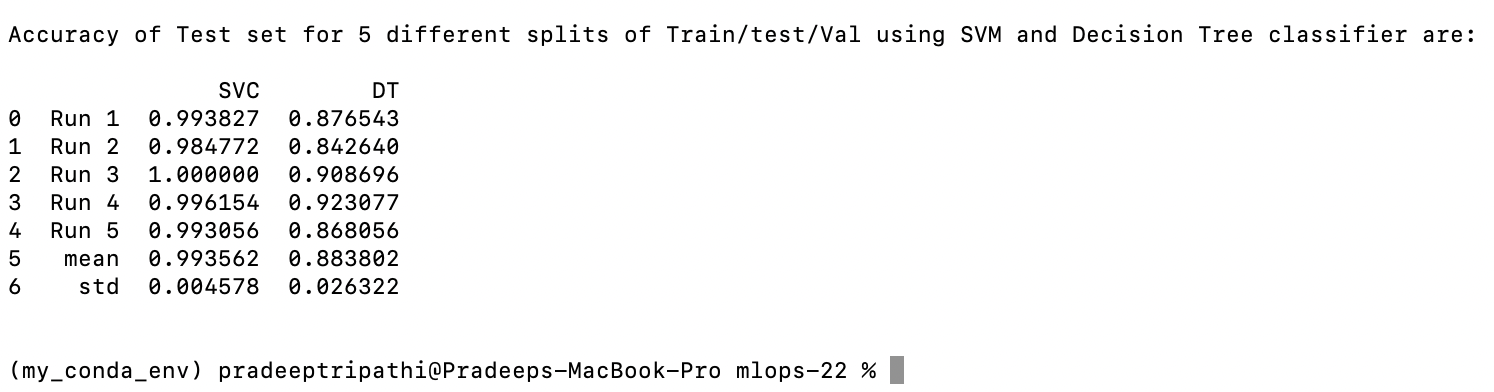 Accuracy of Test set for 5 different splits of Train/test/Val using SVM and Decision Tree classifier are:
SVC DT
0 Run 1 0.993827 0.876543
1 Run 2 0.984772 0.842640
2 Run 3 1.000000 0.908696
3 Run 4 0.996154 0.923077
4 Run 5 0.993056 0.868056
5 mean 0.993562 0.883802
6 std 0.004578 0.026322
(my_conda_env) pradeeptripathi@Pradeeps-MacBook-Pro mlops-22 %